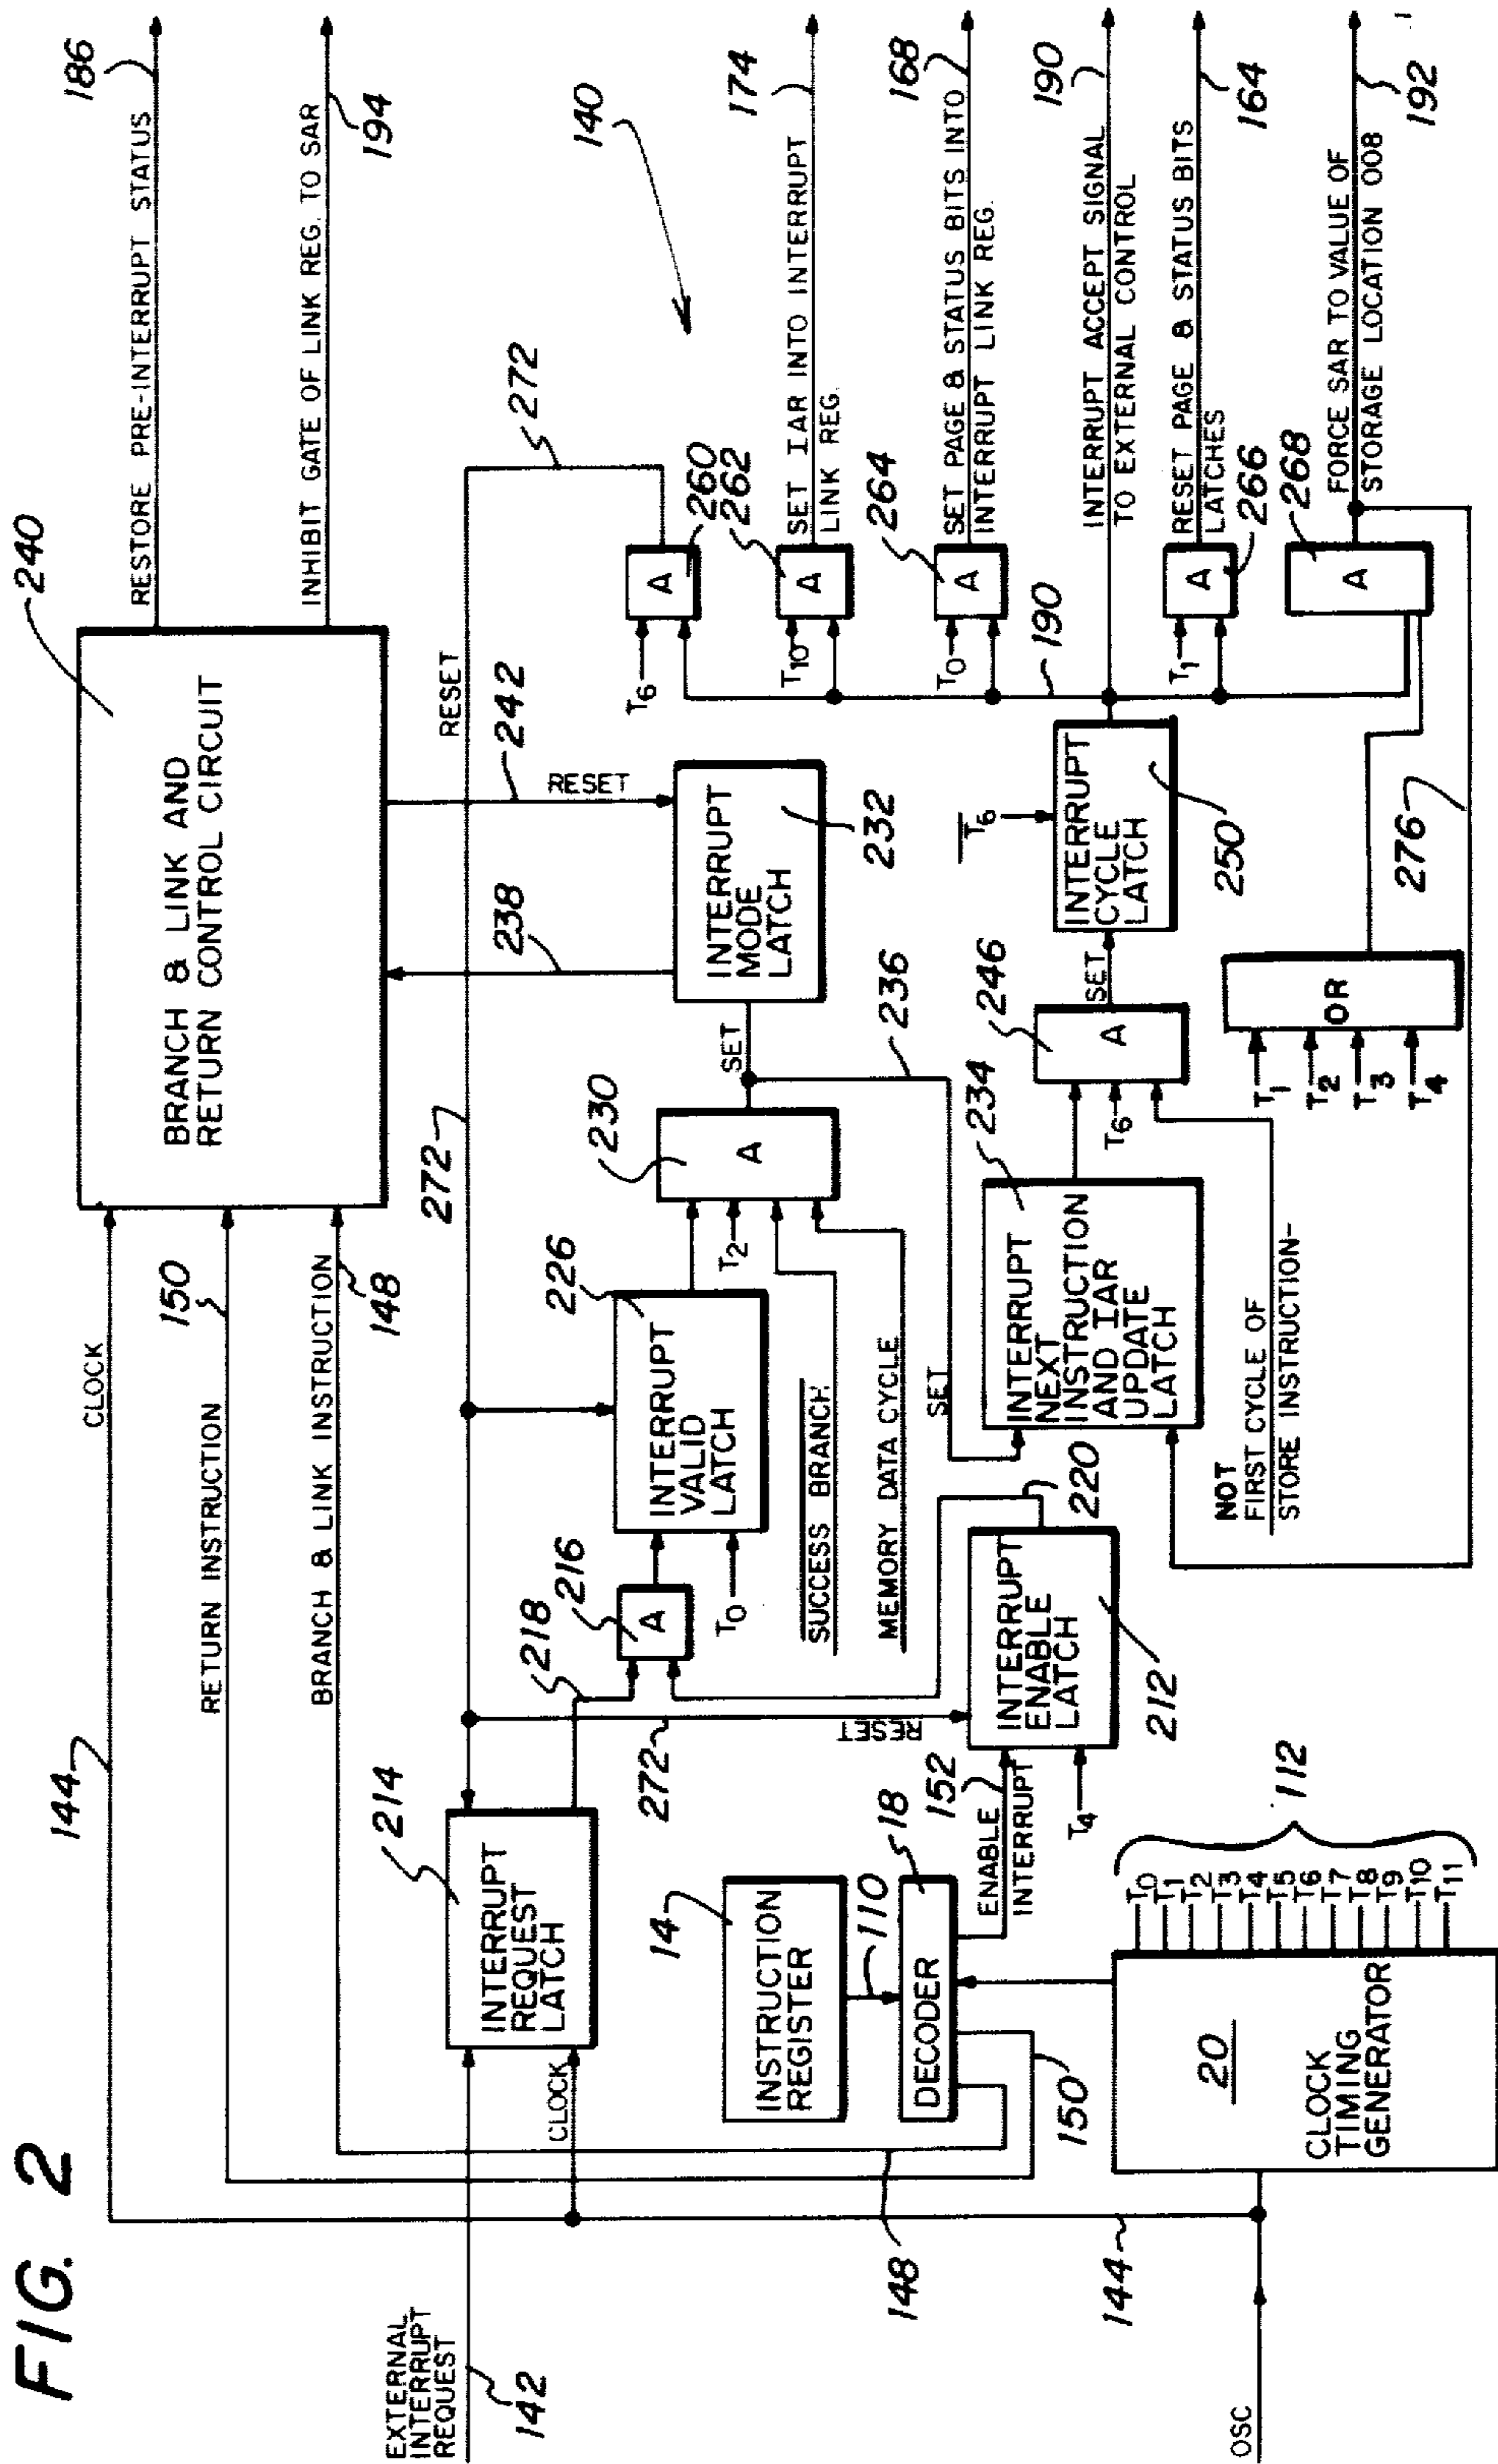 FIG. 2
240
BRANCH & LINK AND
RETURN CONTROL CIRCUIT
RESTORE PRE-INTERRUPT STATUS
186
INHIBIT GATE OF LINK REG. TO SAR
194
144
CLOCK
150
RETURN INSTRUCTION
BRANCH & LINK INSTRUCTION
148
272
RESET
242
RESET
238
272
140
EXTERNAL
INTERRUPT
REQUEST
142
214
INTERRUPT
REQUEST
LATCH
CLOCK
218
216
A
T0
226
INTERRUPT
VALID
LATCH
T2
230
A
SET
INTERRUPT
MODE
LATCH
232
T6
A
260
262
T10
A
SET IAR INTO INTERRUPT
LINK REG.
174
264
T0
A
SET PAGE & STATUS BITS INTO
INTERRUPT LINK REG.
168
SUCCESS BRANCH
MEMORY DATA CYCLE
SET
236
272
RESET
14
INSTRUCTION
REGISTER
110
DECODER
18
152
ENABLE
INTERRUPT
T4
INTERRUPT
ENABLE
LATCH
212
220
234
INTERRUPT
NEXT
INSTRUCTION
AND IAR
UPDATE
LATCH
246
A
T6
SET
T6
INTERRUPT
CYCLE
LATCH
250
190
INTERRUPT ACCEPT SIGNAL
TO EXTERNAL CONTROL
190
T1
A
266
RESET PAGE & STATUS BITS
LATCHES
164
268
A
FORCE SAR TO VALUE OF
STORAGE LOCATION 008
192
NOT
FIRST CYCLE OF
STORE INSTRUCTION-
T1
T2
T3
T4
OR
276
148
150
144
OSC
20
CLOCK
TIMING
GENERATOR
T0
T1
T2
T3
T4
T5
T6
T7
T8
T9
T10
T11
112